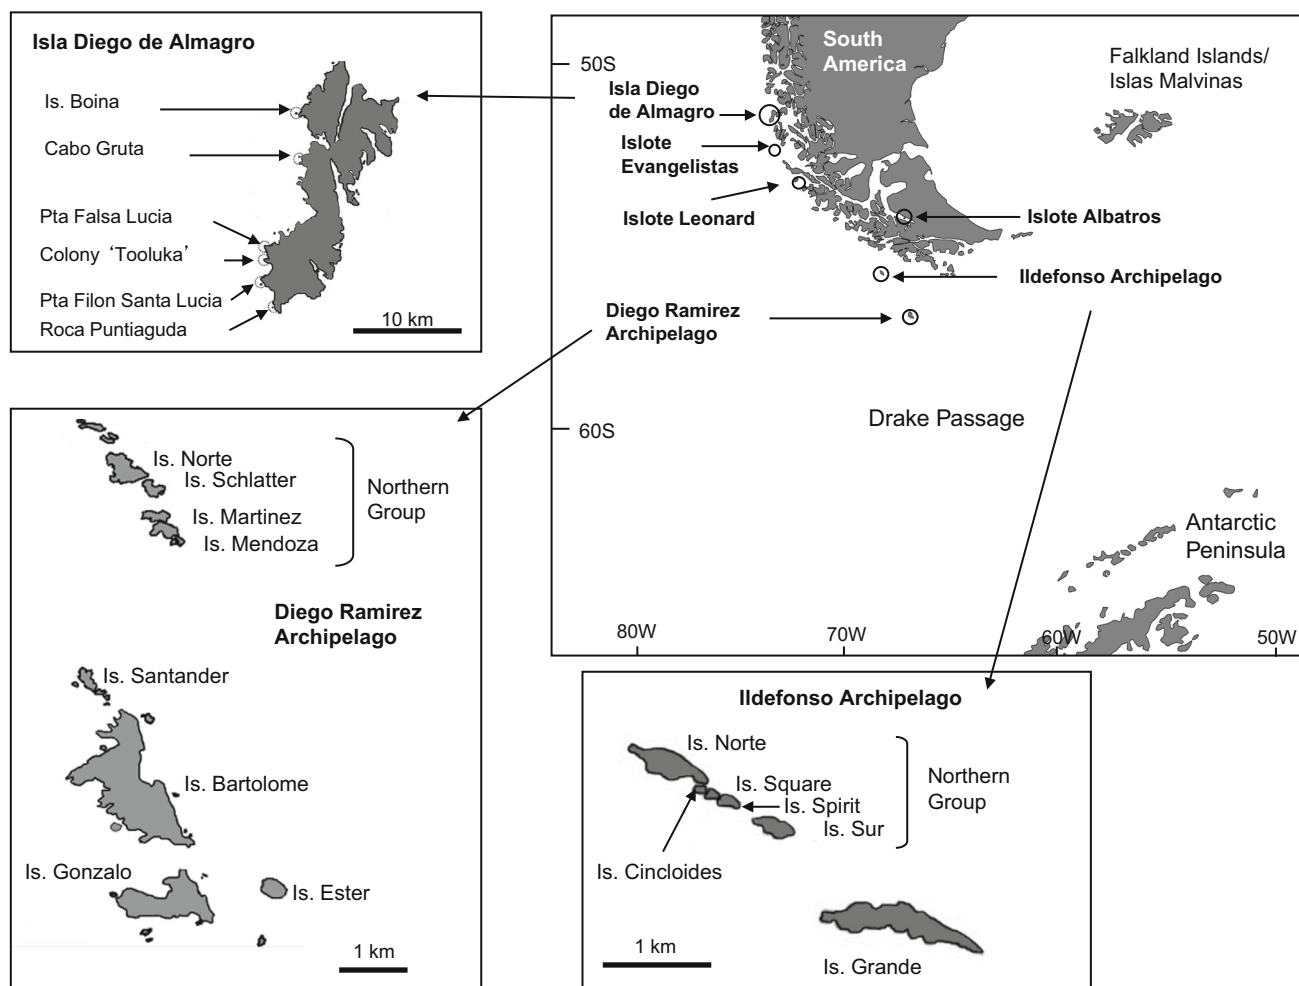 Isla Diego de Almagro
Is. Boina
Cabo Gruta
Pta Falsa Lucia
Colony ‘Tooluka’
Pta Filon Santa Lucia
Roca Puntiaguda
10 km
50S
60S
80W
70W
60W
50W
South
America
Falkland Islands/
Islas Malvinas
Isla Diego
de Almagro
Islote
Evangelistas
Islote Leonard
Islote Albatros
Ildefonso Archipelago
Diego Ramirez
Archipelago
Drake Passage
Antarctic
Peninsula
Is. Norte
Is. Schlatter
Is. Martinez
Is. Mendoza
Northern
Group
Diego Ramirez
Archipelago
Is. Santander
Is. Bartolome
Is. Gonzalo
Is. Ester
1 km
Ildefonso Archipelago
Is. Norte
Is. Square
Is. Spirit
Is. Sur
Northern
Group
Is. Cincloides
1 km
Is. Grande